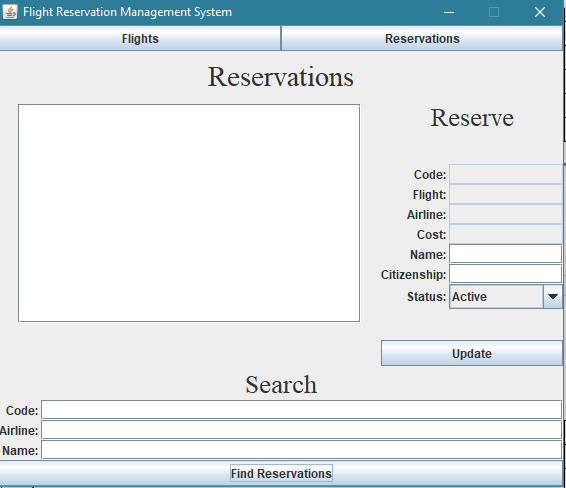 Flight Reservation Management System
Flights
Reservations
Reservations
Reserve
Code:
Flight:
Airline:
Cost:
Name:
Citizenship:
Status: Active
Update
Search
Code:
Airline:
Name:
Find Reservations